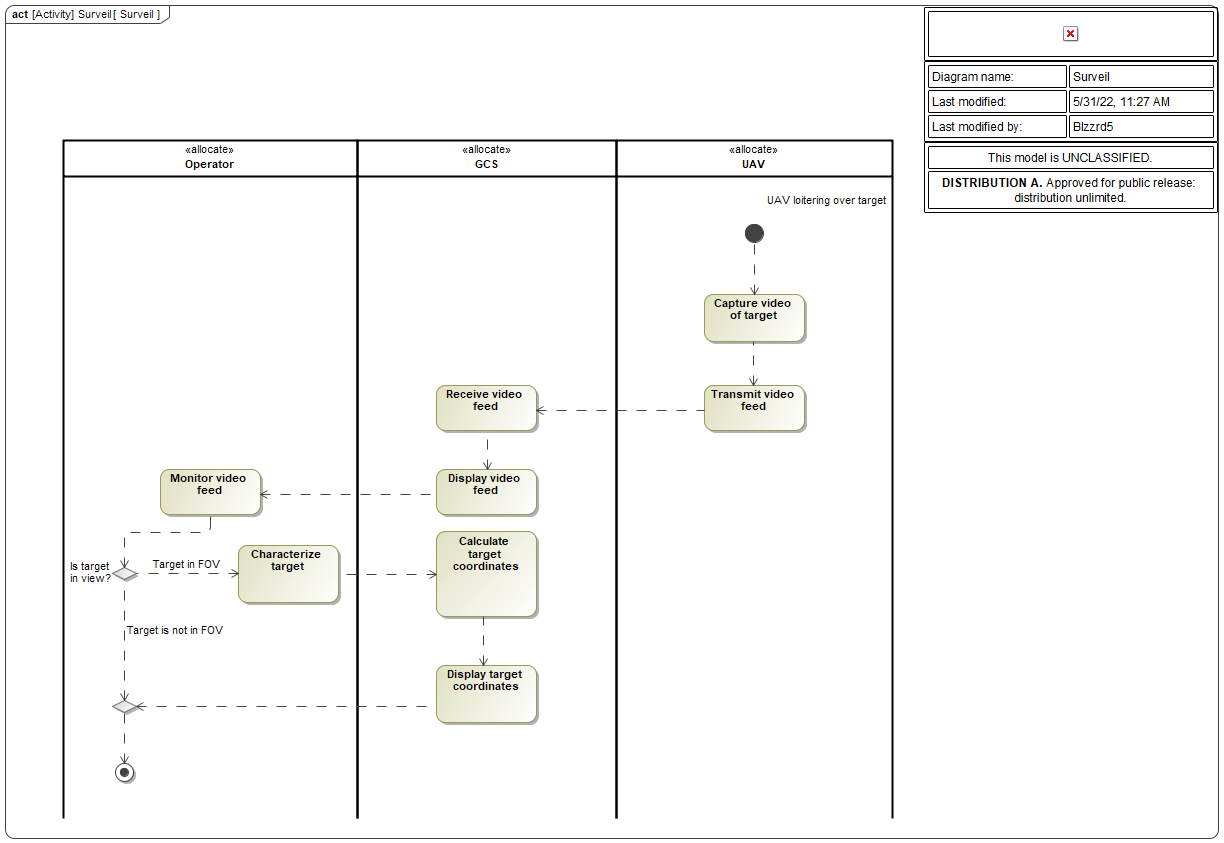 act [Activity] Surveil[ Surveil ]
Diagram name:
Surveil
Last modified:
5/31/22, 11:27 AM
Last modified by:
Blzzrd5
This model is UNCLASSIFIED.
DISTRIBUTION A. Approved for public release:
distribution unlimited.
«allocate»
Operator
«allocate»
GCS
«allocate»
UAV
UAV loitering over target
Capture video
of target
Transmit video
feed
Receive video
feed
Display video
feed
Monitor video
feed
Is target
in view?
Target in FOV
Characterize
target
Calculate
target
coordinates
Target is not in FOV
Display target
coordinates